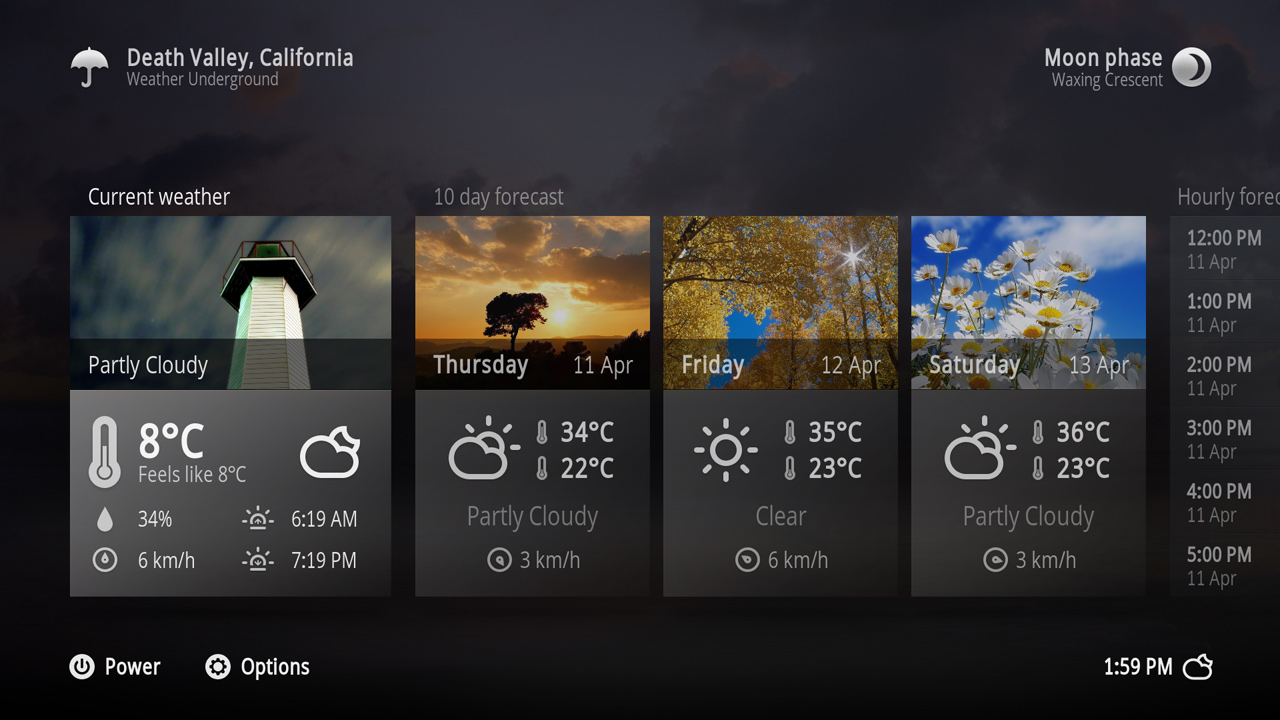 Death Valley, California
Weather Underground
Moon phase
Waxing Crescent
Current weather
Partly Cloudy
8°C
Feels like 8°C
34%
6:19 AM
6 km/h
7:19 PM
10 day forecast
Thursday 11 Apr
34°C
22°C
Partly Cloudy
3 km/h
Friday 12 Apr
35°C
23°C
Clear
6 km/h
Saturday 13 Apr
36°C
23°C
Partly Cloudy
3 km/h
Hourly forec
12:00 PM
11 Apr
1:00 PM
11 Apr
2:00 PM
11 Apr
3:00 PM
11 Apr
4:00 PM
11 Apr
5:00 PM
11 Apr
Power
Options
1:59 PM